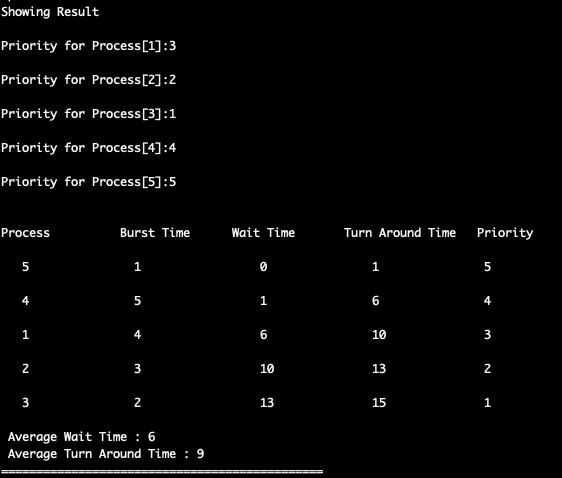 Showing Result
Priority for Process[1]:3
Priority for Process[2]:2
Priority for Process[3]:1
Priority for Process[4]:4
Priority for Process[5]:5
Process Burst Time Wait Time Turn Around Time Priority
5 1 0 1 5
4 5 1 6 4
1 4 6 10 3
2 3 10 13 2
3 2 13 15 1
Average Wait Time : 6
Average Turn Around Time : 9
==============================================